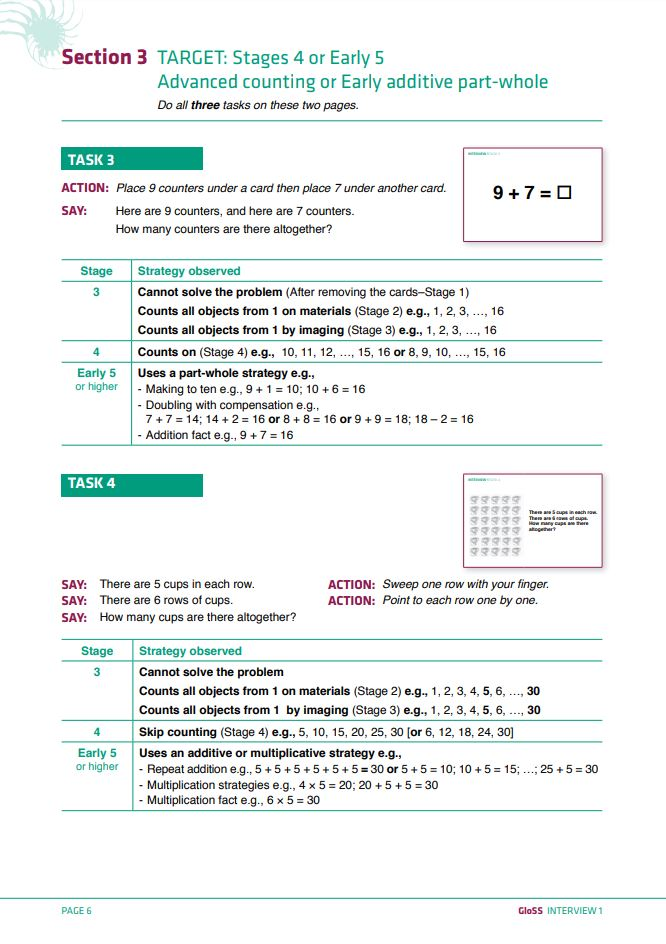 Section 3 TARGET: Stages 4 or Early 5
Advanced counting or Early additive part-whole
Do all three tasks on these two pages.
TASK 3
ACTION: Place 9 counters under a card then place 7 under another card.
SAY: Here are 9 counters, and here are 7 counters.
How many counters are there altogether?
9 + 7 = □
Stage Strategy observed
3 Cannot solve the problem (After removing the cards–Stage 1)
Counts all objects from 1 on materials (Stage 2) e.g., 1, 2, 3, …, 16
Counts all objects from 1 by imaging (Stage 3) e.g., 1, 2, 3, …, 16
4 Counts on (Stage 4) e.g., 10, 11, 12, …, 15, 16 or 8, 9, 10, …, 15, 16
Early 5 Uses a part-whole strategy e.g.,
or higher - Making to ten e.g., 9 + 1 = 10; 10 + 6 = 16
- Doubling with compensation e.g.,
7 + 7 = 14; 14 + 2 = 16 or 8 + 8 = 16 or 9 + 9 = 18; 18 – 2 = 16
- Addition fact e.g., 9 + 7 = 16
TASK 4
There are 5 cups in each row.
There are 6 rows of cups.
How many cups are there
altogether?
SAY: There are 5 cups in each row. ACTION: Sweep one row with your finger.
SAY: There are 6 rows of cups. ACTION: Point to each row one by one.
SAY: How many cups are there altogether?
Stage Strategy observed
3 Cannot solve the problem
Counts all objects from 1 on materials (Stage 2) e.g., 1, 2, 3, 4, 5, 6, …, 30
Counts all objects from 1 by imaging (Stage 3) e.g., 1, 2, 3, 4, 5, 6, …, 30
4 Skip counting (Stage 4) e.g., 5, 10, 15, 20, 25, 30 [or 6, 12, 18, 24, 30]
Early 5 Uses an additive or multiplicative strategy e.g.,
or higher - Repeat addition e.g., 5 + 5 + 5 + 5 + 5 + 5 = 30 or 5 + 5 = 10; 10 + 5 = 15; …; 25 + 5 = 30
- Multiplication strategies e.g., 4 × 5 = 20; 20 + 5 + 5 = 30
- Multiplication fact e.g., 6 × 5 = 30
PAGE 6 GloSS INTERVIEW 1